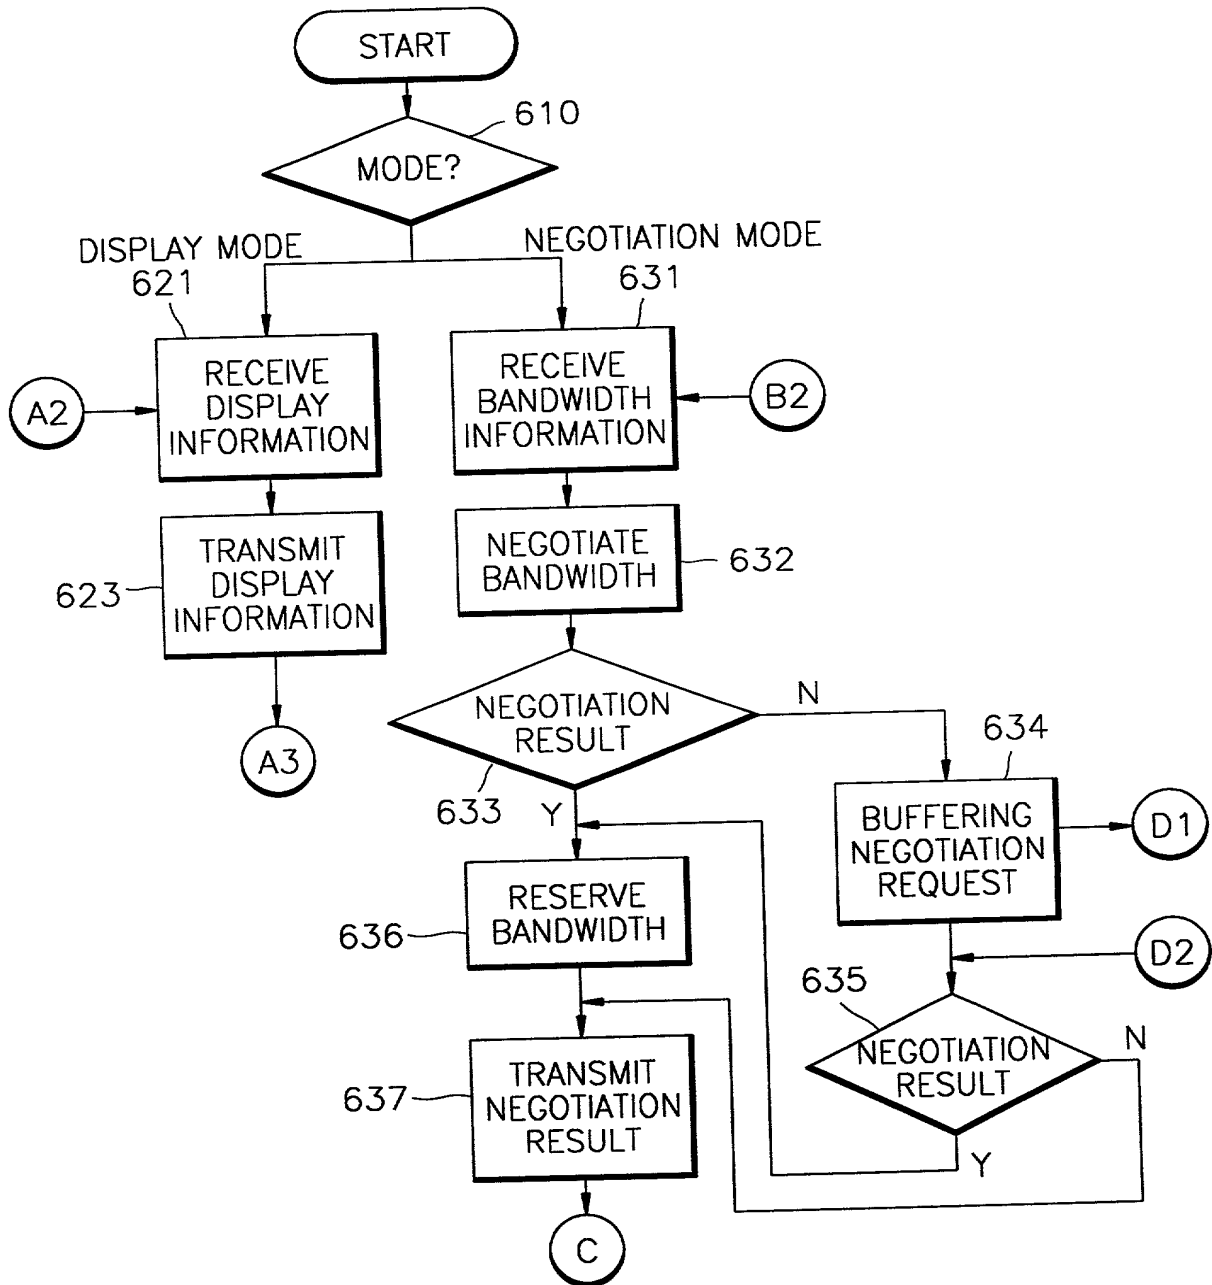 START
610
MODE?
DISPLAY MODE
NEGOTIATION MODE
621
631
RECEIVE
DISPLAY
INFORMATION
RECEIVE
BANDWIDTH
INFORMATION
A2
B2
TRANSMIT
DISPLAY
INFORMATION
623
NEGOTIATE
BANDWIDTH
632
A3
NEGOTIATION
RESULT
633
N
Y
634
BUFFERING
NEGOTIATION
REQUEST
D1
RESERVE
BANDWIDTH
636
D2
635
NEGOTIATION
RESULT
N
Y
TRANSMIT
NEGOTIATION
RESULT
637
C